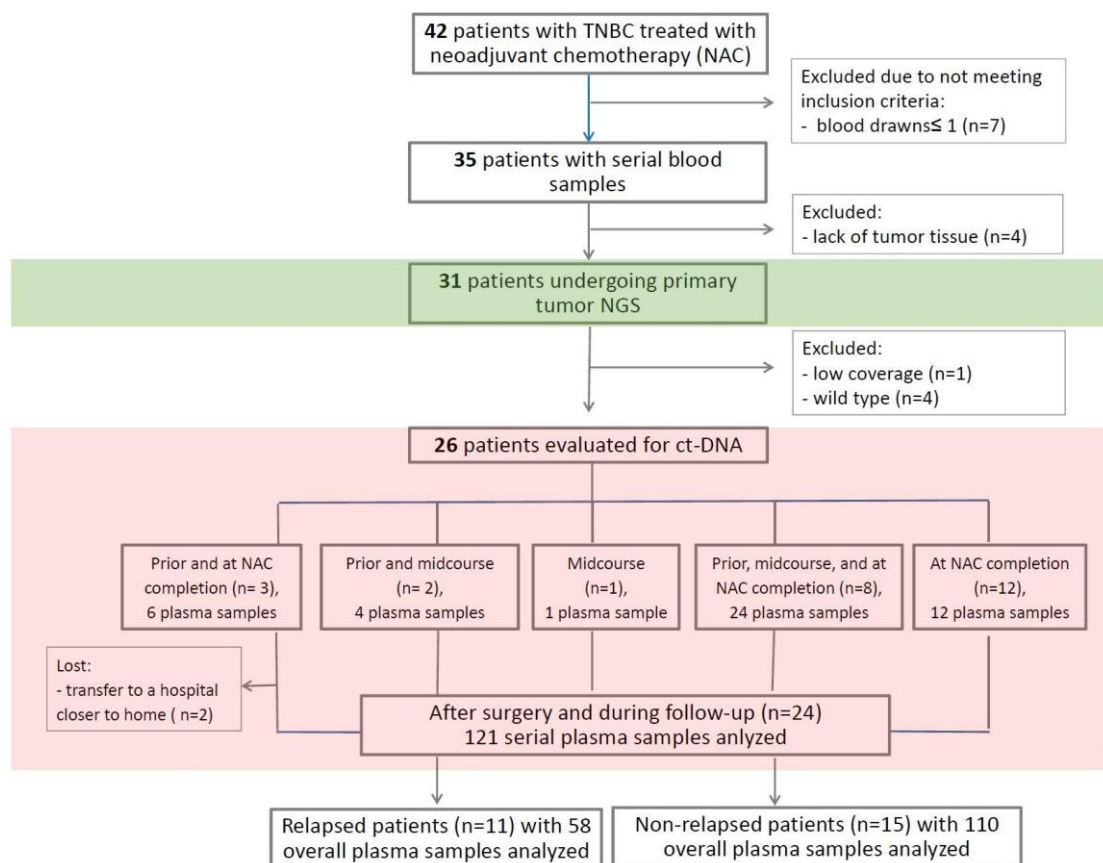 42 patients with TNBC treated with
neoadjuvant chemotherapy (NAC)
Excluded due to not meeting
inclusion criteria:
- blood drawns≤ 1 (n=7)
35 patients with serial blood
samples
Excluded:
- lack of tumor tissue (n=4)
31 patients undergoing primary
tumor NGS
Excluded:
- low coverage (n=1)
- wild type (n=4)
26 patients evaluated for ct-DNA
Prior and at NAC
completion (n= 3),
6 plasma samples
Prior and midcourse
(n= 2),
4 plasma samples
Midcourse
(n=1),
1 plasma sample
Prior, midcourse, and at
NAC completion (n=8),
24 plasma samples
At NAC completion
(n=12),
12 plasma samples
Lost:
- transfer to a hospital
closer to home ( n=2)
After surgery and during follow-up (n=24)
121 serial plasma samples anlyzed
Relapsed patients (n=11) with 58
overall plasma samples analyzed
Non-relapsed patients (n=15) with 110
overall plasma samples analyzed